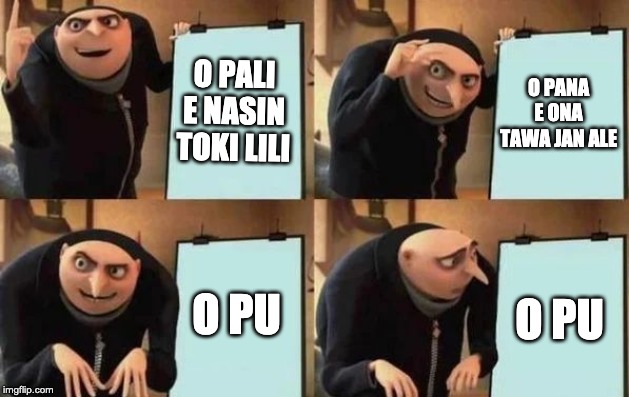 O PALI
E NASIN
TOKI LILI
O PANA
E ONA
TAWA JAN ALE
O PU
O PU
imgflip.com